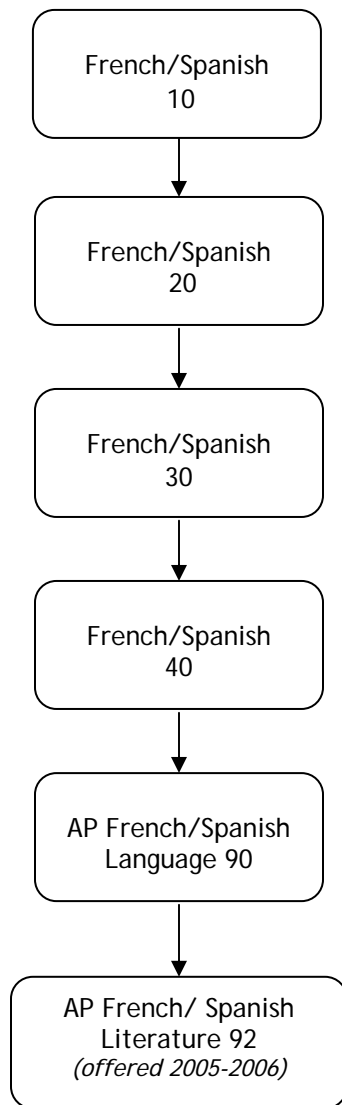 French/Spanish
10
French/Spanish
20
French/Spanish
30
French/Spanish
40
AP French/Spanish
Language 90
AP French/ Spanish
Literature 92
(offered 2005-2006)